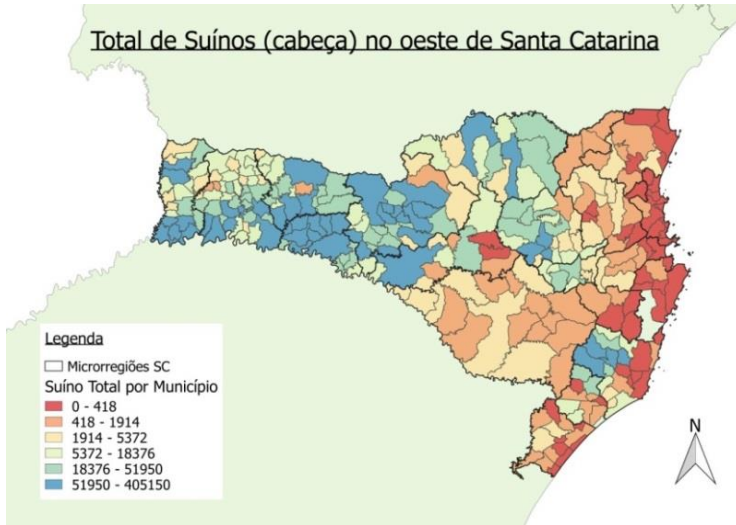 Total de Suínos (cabeça) no oeste de Santa Catarina
N
Legenda
Microrregiões SC
Suíno Total por Município
0 - 418
418 - 1914
1914 - 5372
5372 - 18376
18376 - 51950
51950 - 405150